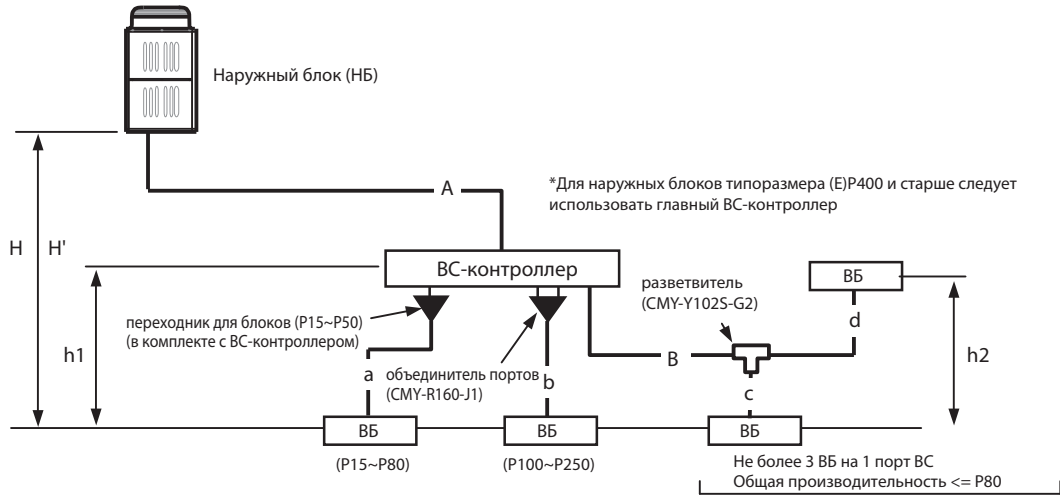 Наружный блок (НБ)
A
*Для наружных блоков типоразмера (E)P400 и старше следует
использовать главный BC-контроллер
H
H'
BC-контроллер
ВБ
разветвитель
(CMY-Y102S-G2)
переходник для блоков (P15~P50)
(в комплекте с BC-контроллером)
h1
d
B
h2
a
объединитель портов
(CMY-R160-J1)
b
c
ВБ
ВБ
ВБ
(P15~P80)
(P100~P250)
Не более 3 ВБ на 1 порт BC
Общая производительность <= P80